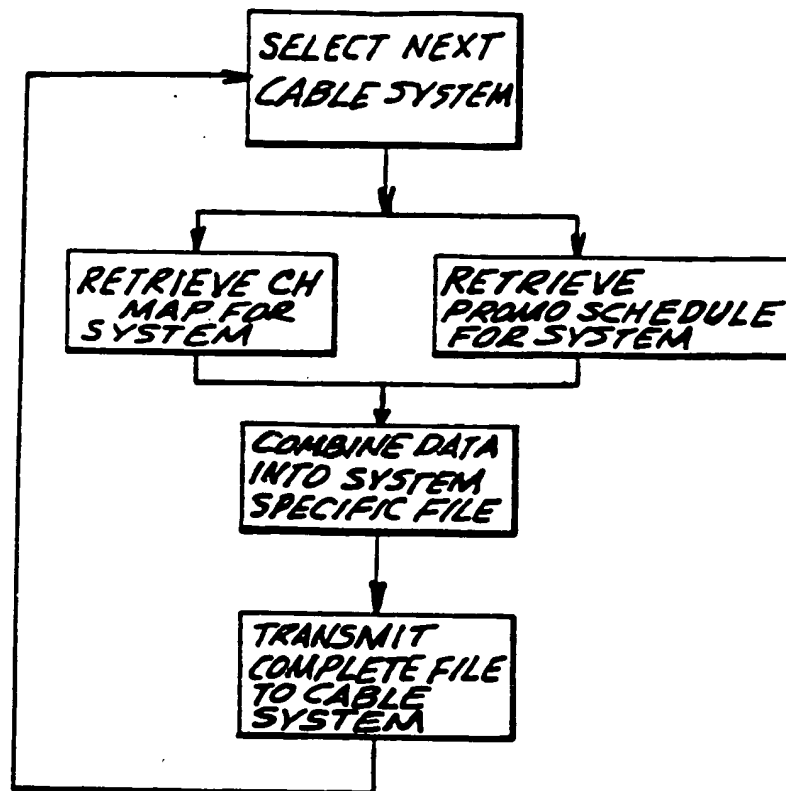 SELECT NEXT
CABLE SYSTEM
RETRIEVE CH
MAP FOR
SYSTEM
RETRIEVE
PROMO SCHEDULE
FOR SYSTEM
COMBINE DATA
INTO SYSTEM
SPECIFIC FILE
TRANSMIT
COMPLETE FILE
TO CABLE
SYSTEM